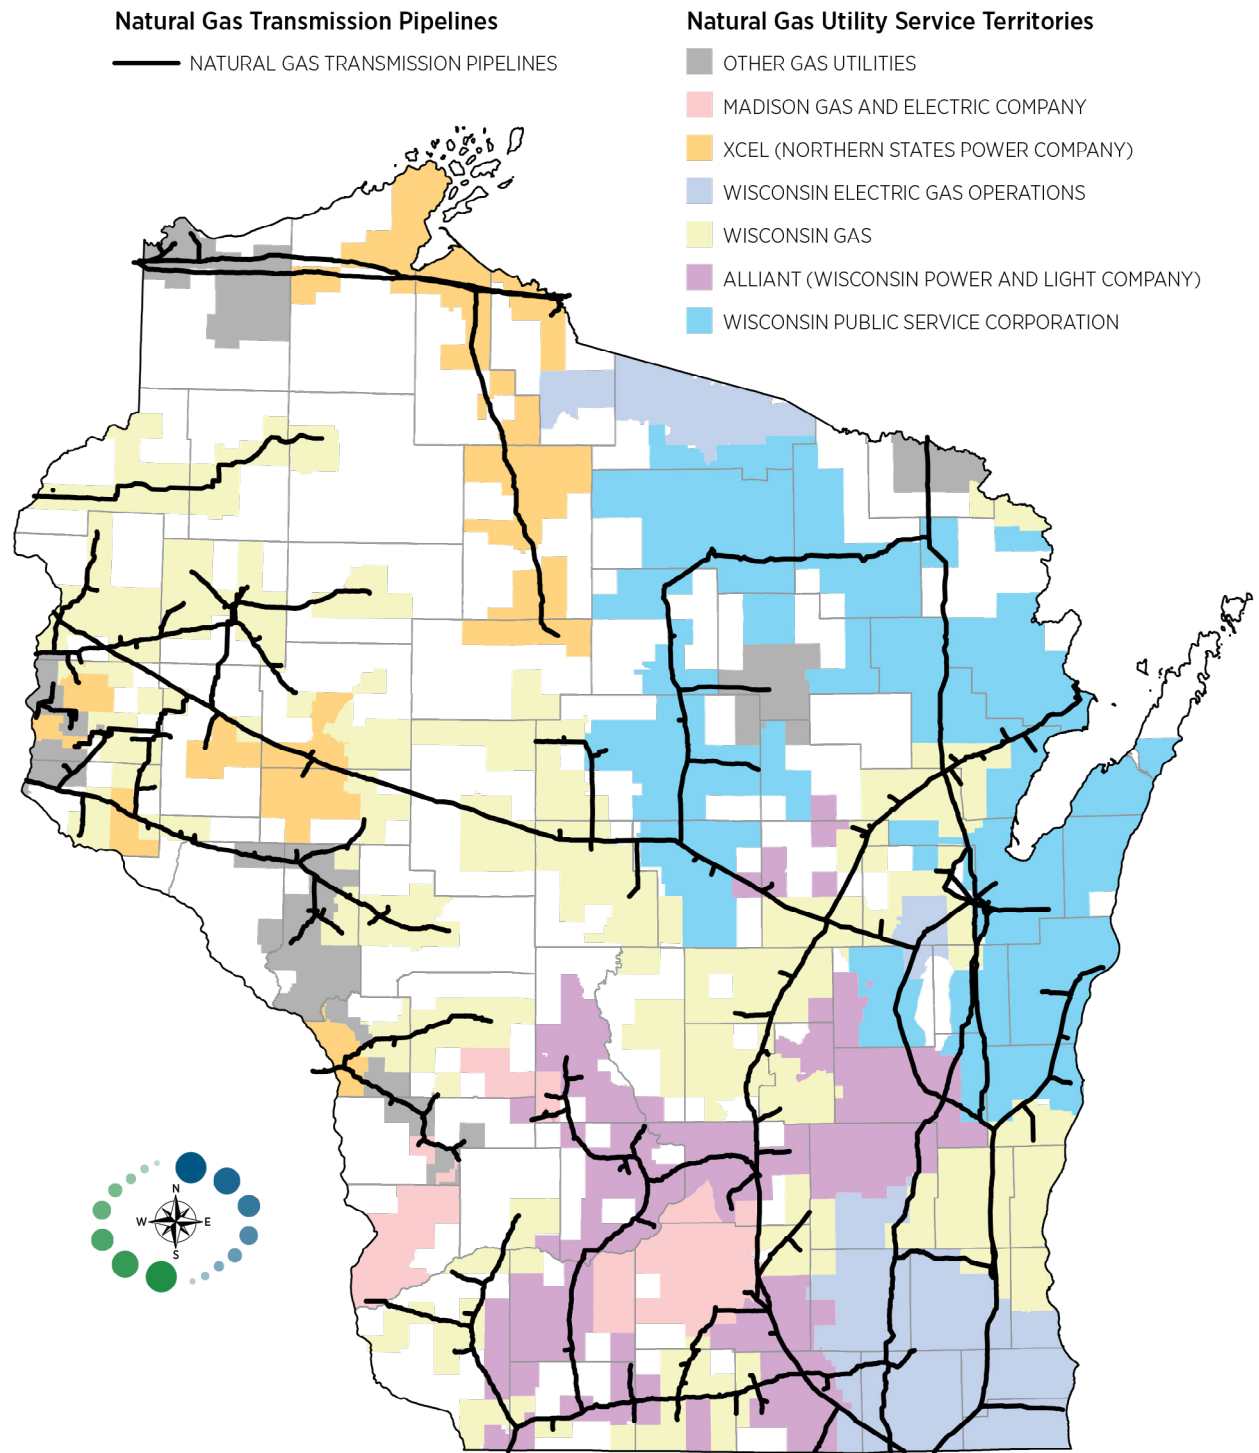 Natural Gas Transmission Pipelines
NATURAL GAS TRANSMISSION PIPELINES
Natural Gas Utility Service Territories
OTHER GAS UTILITIES
MADISON GAS AND ELECTRIC COMPANY
XCEL (NORTHERN STATES POWER COMPANY)
WISCONSIN ELECTRIC GAS OPERATIONS
WISCONSIN GAS
ALLIANT (WISCONSIN POWER AND LIGHT COMPANY)
WISCONSIN PUBLIC SERVICE CORPORATION
N
W E
S